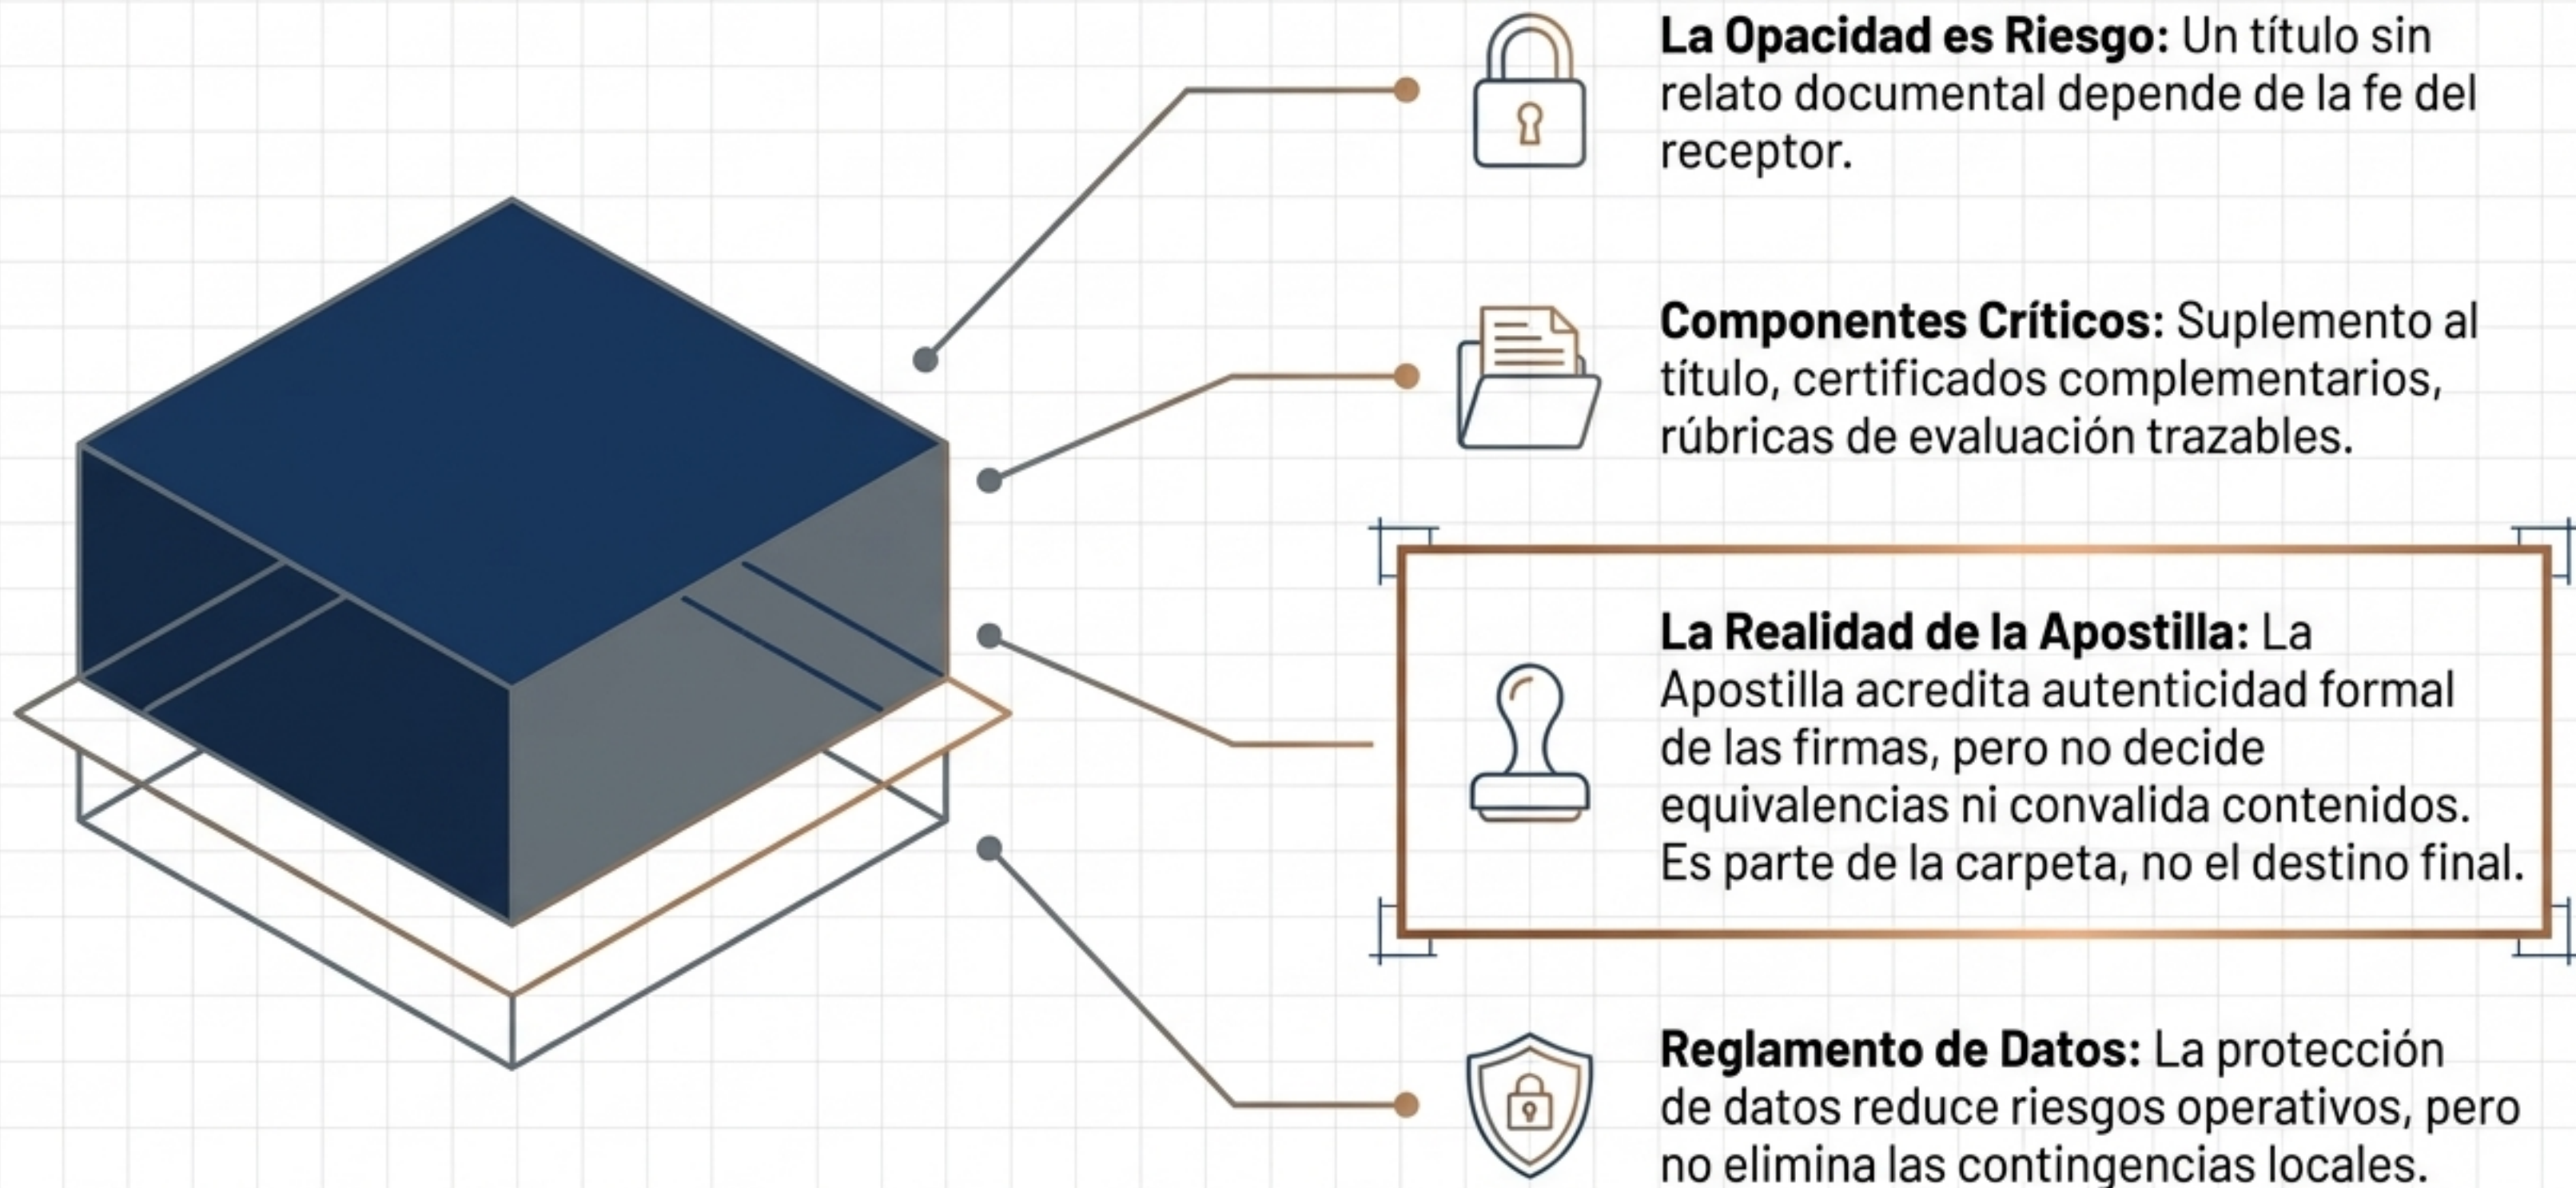 La Opacidad es Riesgo: Un título sin
relato documental depende de la fe del
receptor.
Componentes Críticos: Suplemento al
título, certificados complementarios,
rúbricas de evaluación trazables.
La Realidad de la Apostilla: La
Apostilla acredita autenticidad formal
de las firmas, pero no decide
equivalencias ni convalida contenidos.
Es parte de la carpeta, no el destino final.
Reglamento de Datos: La protección
de datos reduce riesgos operativos, pero
no elimina las contingencias locales.